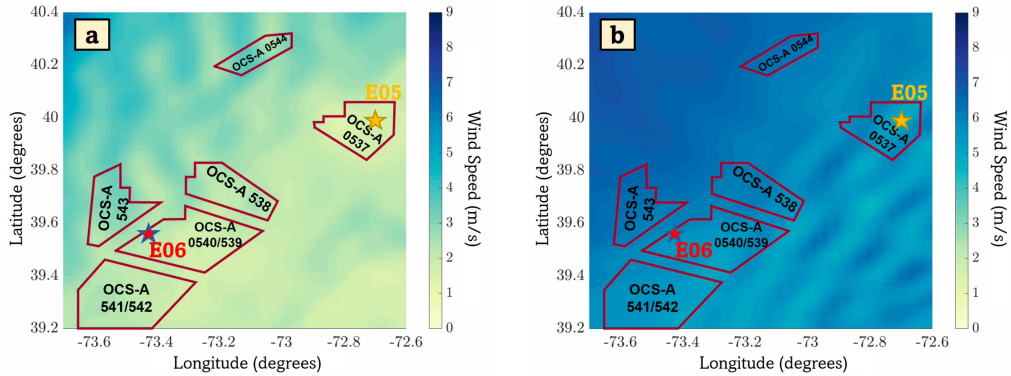 a
40.4
40.2
40
39.8
39.6
39.4
39.2
Latitude (degrees)
-73.6
-73.4
-73.2
-73
-72.8
-72.6
Longitude (degrees)
OCS-A 0544
E05
OCS-A
0537
OCS-A
543
OCS-A 538
OCS-A
0540/539
E06
OCS-A
541/542
9
8
7
6
5
4
3
2
1
0
Wind Speed (m/s)
b
40.4
40.2
40
39.8
39.6
39.4
39.2
Latitude (degrees)
-73.6
-73.4
-73.2
-73
-72.8
-72.6
Longitude (degrees)
OCS-A 0544
E05
OCS-A
0537
OCS-A
543
OCS-A 538
OCS-A
0540/539
E06
OCS-A
541/542
9
8
7
6
5
4
3
2
1
0
Wind Speed (m/s)